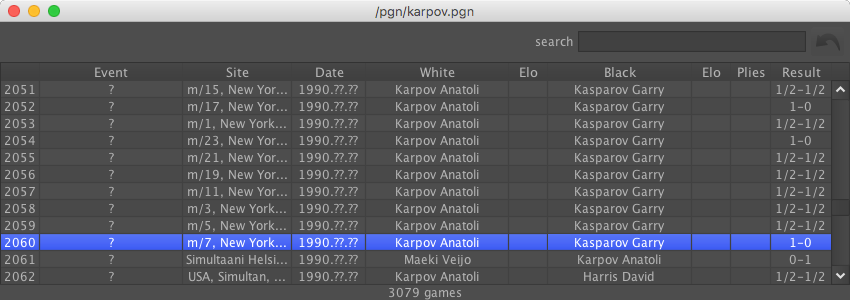 /pgn/karpov.pgn
search
Event Site Date White Elo Black Elo Plies Result
2051 ? m/15, New Yor... 1990.??.?? Karpov Anatoli Kasparov Garry 1/2-1/2
2052 ? m/17, New Yor... 1990.??.?? Karpov Anatoli Kasparov Garry 1-0
2053 ? m/1, New York... 1990.??.?? Karpov Anatoli Kasparov Garry 1/2-1/2
2054 ? m/23, New Yor... 1990.??.?? Karpov Anatoli Kasparov Garry 1-0
2055 ? m/21, New Yor... 1990.??.?? Karpov Anatoli Kasparov Garry 1/2-1/2
2056 ? m/19, New Yor... 1990.??.?? Karpov Anatoli Kasparov Garry 1/2-1/2
2057 ? m/11, New Yor... 1990.??.?? Karpov Anatoli Kasparov Garry 1/2-1/2
2058 ? m/3, New York... 1990.??.?? Karpov Anatoli Kasparov Garry 1/2-1/2
2059 ? m/5, New York... 1990.??.?? Karpov Anatoli Kasparov Garry 1/2-1/2
2060 ? m/7, New York... 1990.??.?? Karpov Anatoli Kasparov Garry 1-0
2061 ? Simultaani Helsi... 1990.??.?? Maeki Veijo Karpov Anatoli 0-1
2062 ? USA, Simultan, ... 1990.??.?? Karpov Anatoli Harris David 1/2-1/2
3079 games